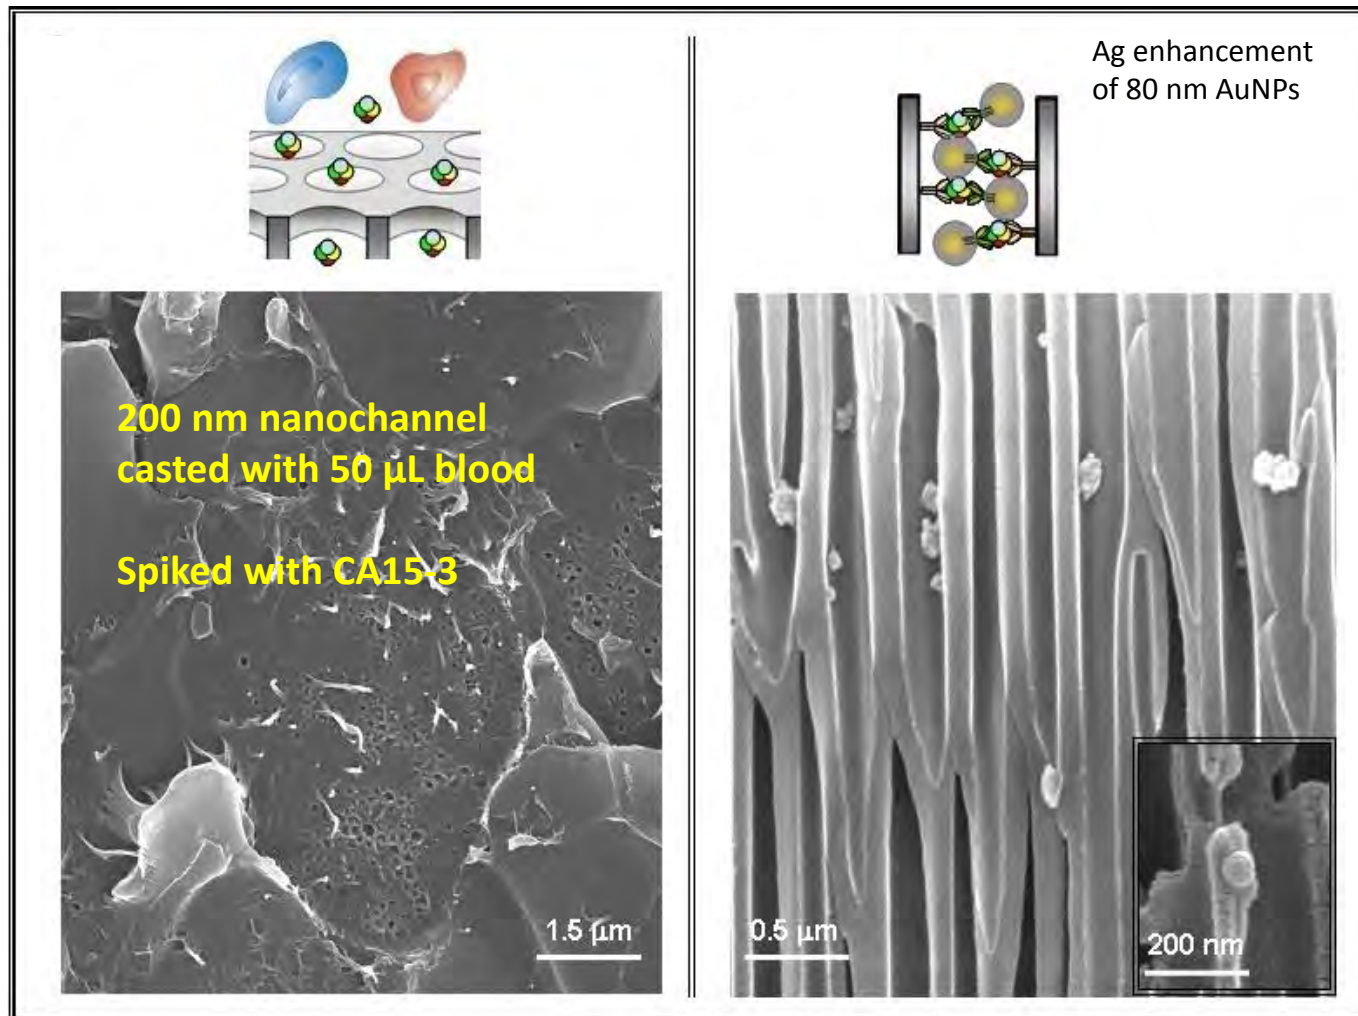 Ag enhancement
of 80 nm AuNPs
200 nm nanochannel
casted with 50 µL blood
Spiked with CA15-3
1.5 µm
0.5 µm
200 nm